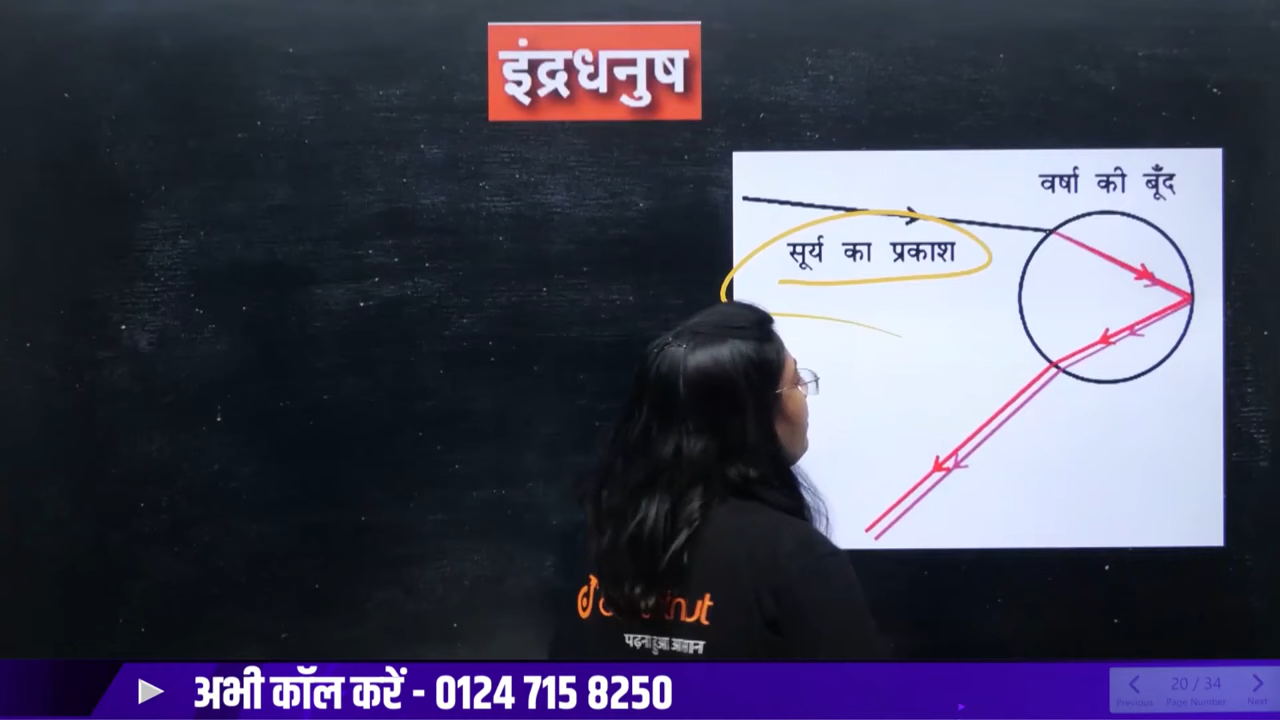 इंद्रधनुष
वर्षा की बूँद
सूर्य का प्रकाश
पढ़ना हुआ आसान
अभी कॉल करें - 0124 715 8250
20 / 34
Previous Page Number Next